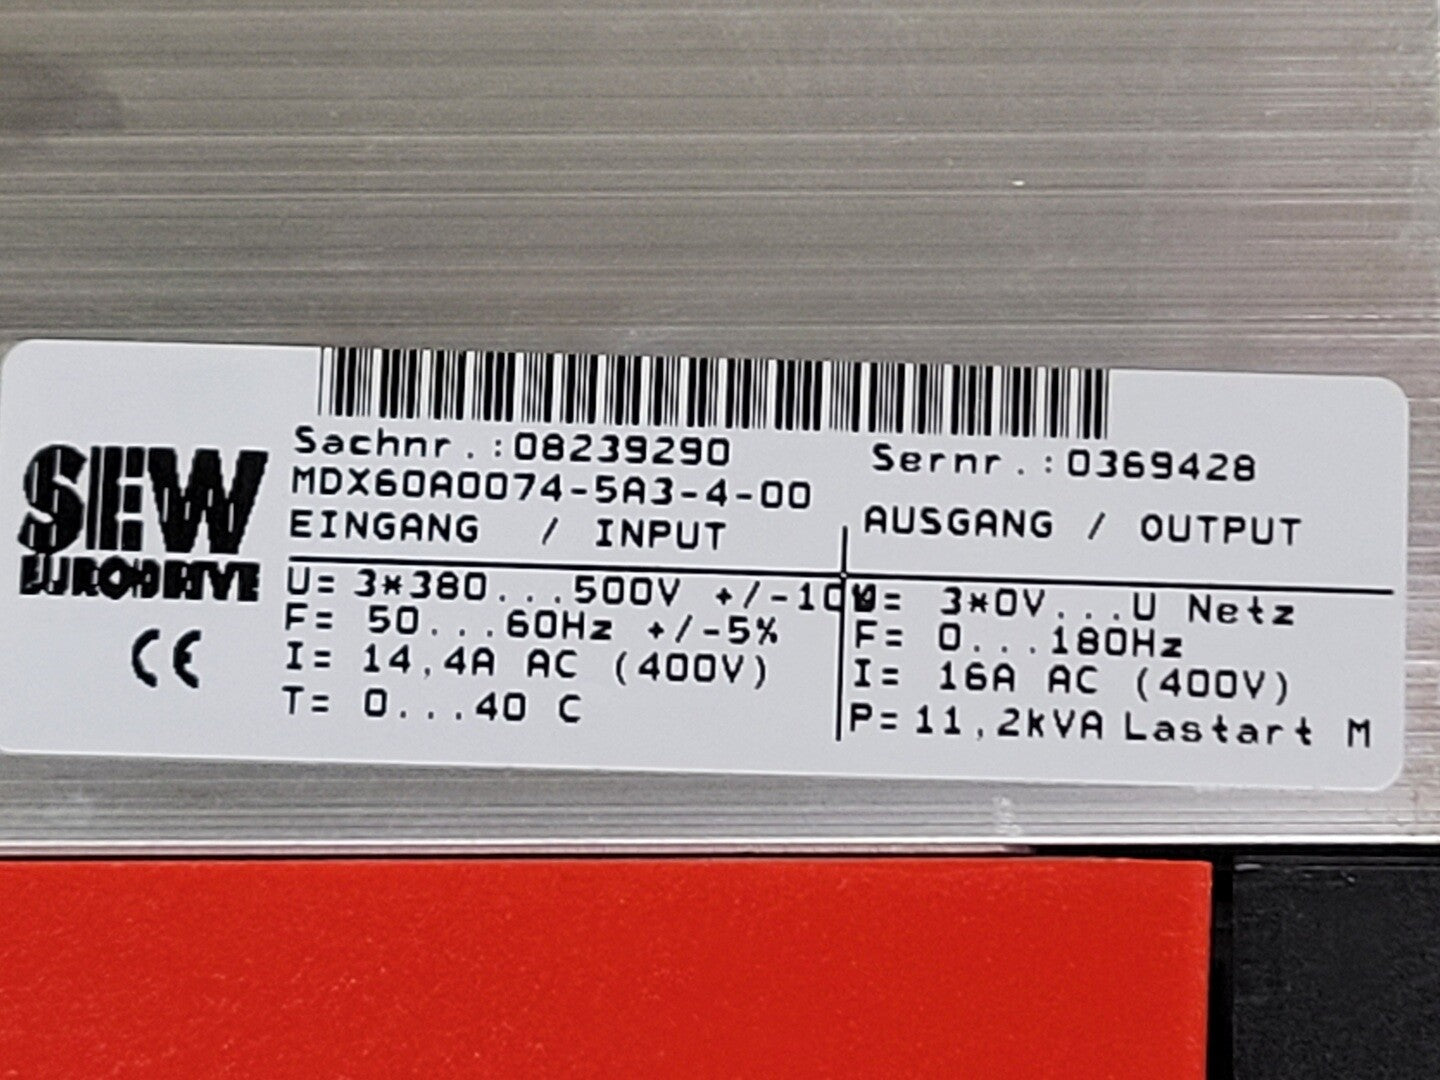 SEW
EURODRIVE
CE
Sachnr.:08239290
Sernr.:0369428
MDX60A0074-5A3-4-00
EINGANG / INPUT
AUSGANG / OUTPUT
U= 3*380...500V +/-10
U= 3*0V...U Netz
F= 50...60Hz +/-5%
F= 0...180Hz
I= 14,4A AC (400V)
I= 16A AC (400V)
T= 0...40 C
P= 11,2kVA Lastart M